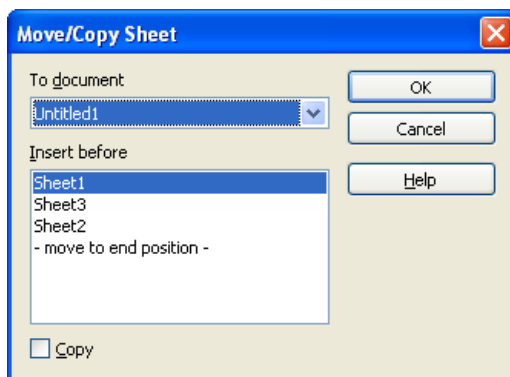 Move/Copy Sheet
To document
Untitled1
Insert before
Sheet1
Sheet3
Sheet2
- move to end position -
Copy
OK
Cancel
Help